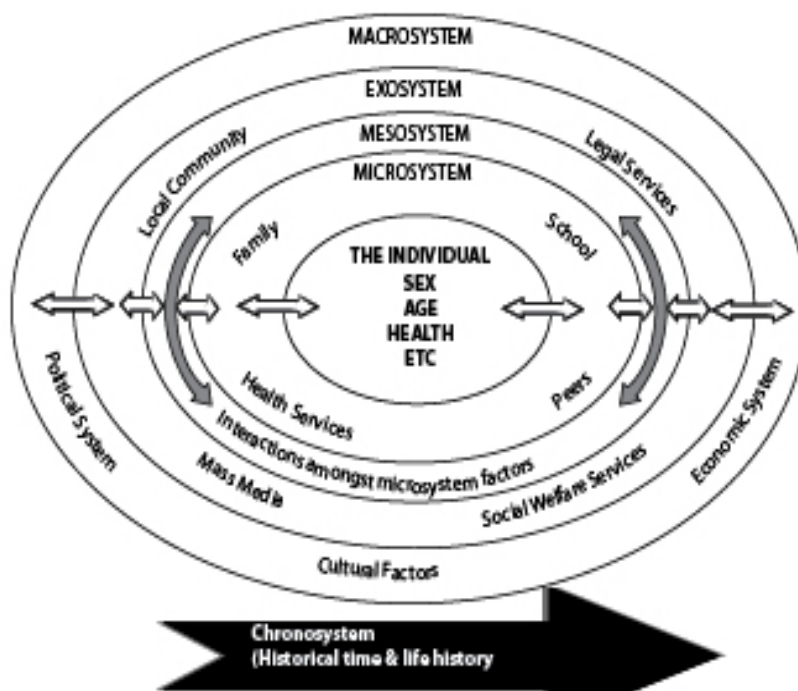 MACROSYSTEM
EXOSYSTEM
MESOSYSTEM
MICROSYSTEM
Local Community
Legal Services
Family
School
THE INDIVIDUAL
SEX
AGE
HEALTH
ETC
Health Services
Peers
Interactions amongst microsystem factors
Mass Media
Social Welfare Services
Political System
Economic System
Cultural Factors
Chronosystem
(Historical time & life history